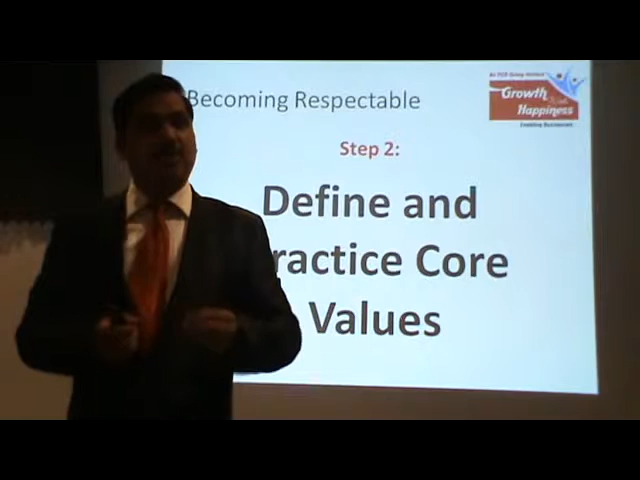 Becoming Respectable
Growth
Happiness
Step 2:
Define and
ractice Core
Values